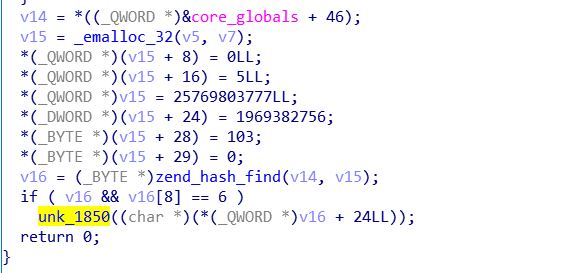 }
v14 = *((_QWORD *)&core_globals + 46);
v15 = _emalloc_32(v5, v7);
*(_QWORD *)(v15 + 8) = 0LL;
*(_QWORD *)(v15 + 16) = 5LL;
*(_QWORD *)v15 = 25769803777LL;
*(_DWORD *)(v15 + 24) = 1969382756;
*(_BYTE *)(v15 + 28) = 103;
*(_BYTE *)(v15 + 29) = 0;
v16 = (_BYTE *)zend_hash_find(v14, v15);
if ( v16 && v16[8] == 6 )
unk_1850((char *)(*(_QWORD *)v16 + 24LL));
return 0;
}